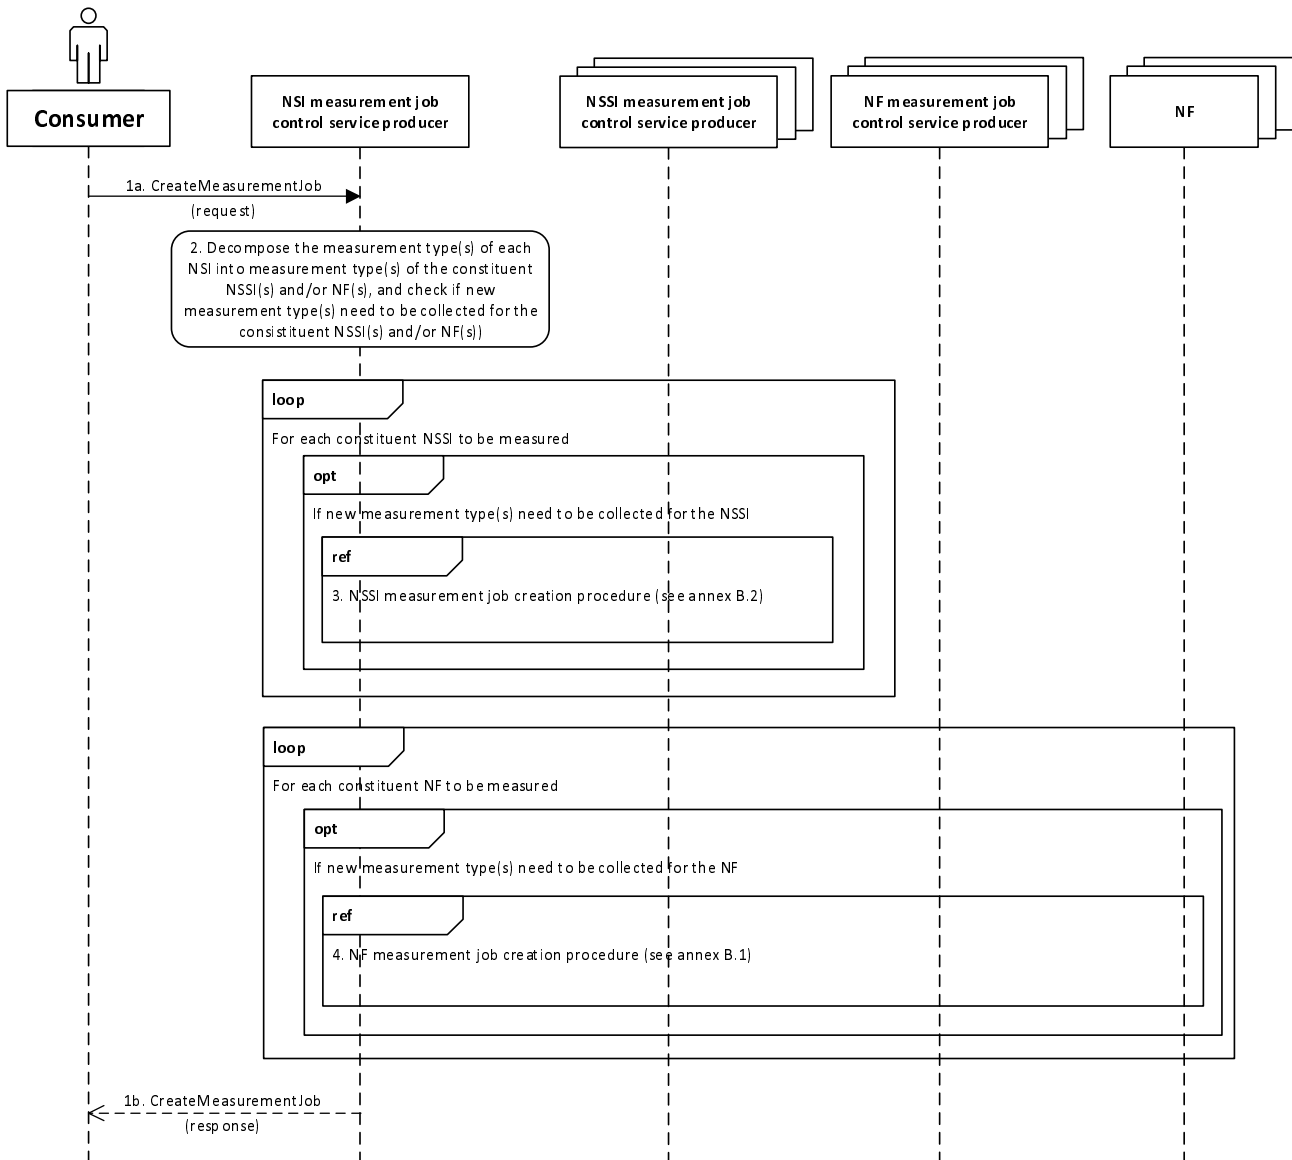 Consumer
NSI measurement job
control service producer
NSSI measurement job
control service producer
NF measurement job
control service producer
NF
1a. CreateMeasurementJob
(request)
2. Decompose the measurement type(s) of each
NSI into measurement type(s) of the constituent
NSSI(s) and/or NF(s), and check if new
measurement type(s) need to be collected for the
consistituent NSSI(s) and/or NF(s))
loop
For each constituent NSSI to be measured
opt
If new measurement type(s) need to be collected for the NSSI
ref
3. NSSI measurement job creation procedure (see annex B.2)
loop
For each constituent NF to be measured
opt
If new measurement type(s) need to be collected for the NF
ref
4. NF measurement job creation procedure (see annex B.1)
1b. CreateMeasurementJob
(response)